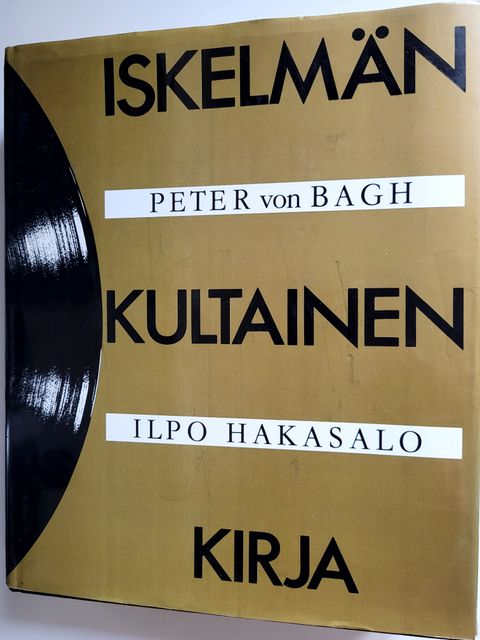 ISKELMÄN
PETER von BAGH
KULTAINEN
ILPO HAKASALO
KIRJA